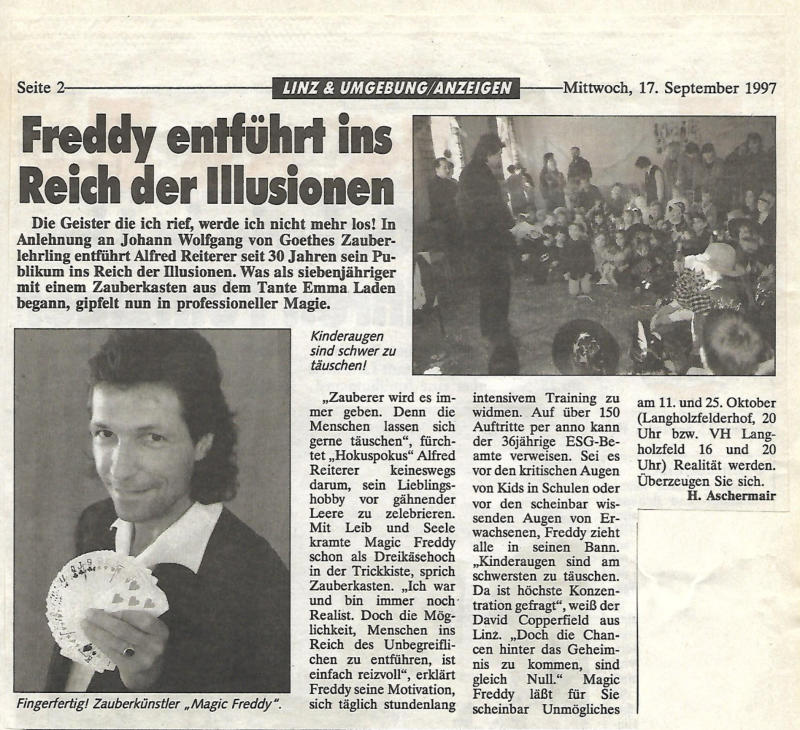 Seite 2
LINZ & UMGEBUNG/ANZEIGEN
Mittwoch, 17. September 1997
Freddy entführt ins
Reich der Illusionen
Die Geister die ich rief, werde ich nicht mehr los! In
Anlehnung an Johann Wolfgang von Goethes Zauber-
lehrling entführt Alfred Reiterer seit 30 Jahren sein Pu-
blikum ins Reich der Illusionen. Was als siebenjähriger
mit einem Zauberkasten aus dem Tante Emma Laden
begann, gipfelt nun in professioneller Magie.
Kinderaugen
sind schwer zu
täuschen!
Fingerfertig! Zauberkünstler „Magic Freddy“.
„Zauberer wird es im-
mer geben. Denn die
Menschen lassen sich
gerne täuschen“, fürch-
tet „Hokuspokus“ Alfred
Reiterer keineswegs
darum, sein Lieblings-
hobby vor gähnender
Leere zu zelebrieren.
Mit Leib und Seele
kramte Magic Freddy
schon als Dreikäsehoch
in der Trickkiste, sprich
Zauberkasten. „Ich war
und bin immer noch
Realist. Doch die Mög-
lichkeit, Menschen ins
Reich des Unbegreifli-
chen zu entführen, ist
einfach reizvoll“, erklärt
Freddy seine Motivation,
sich täglich stundenlang
intensivem Training zu
widmen. Auf über 150
Auftritte per anno kann
der 36jährige ESG-Be-
amte verweisen. Sei es
vor den kritischen Augen
von Kids in Schulen oder
vor den scheinbar wis-
senden Augen von Er-
wachsenen, Freddy zieht
alle in seinen Bann.
„Kinderaugen sind am
schwersten zu täuschen.
Da ist höchste Konzen-
tration gefragt“, weiß der
David Copperfield aus
Linz. „Doch die Chan-
cen hinter das Geheim-
nis zu kommen, sind
gleich Null.“ Magic
Freddy läßt für Sie
scheinbar Unmögliches
am 11. und 25. Oktober
(Langholzfelderhof, 20
Uhr bzw. VH Lang-
holzfeld 16 und 20
Uhr) Realität werden.
Überzeugen Sie sich.
H. Aschermair